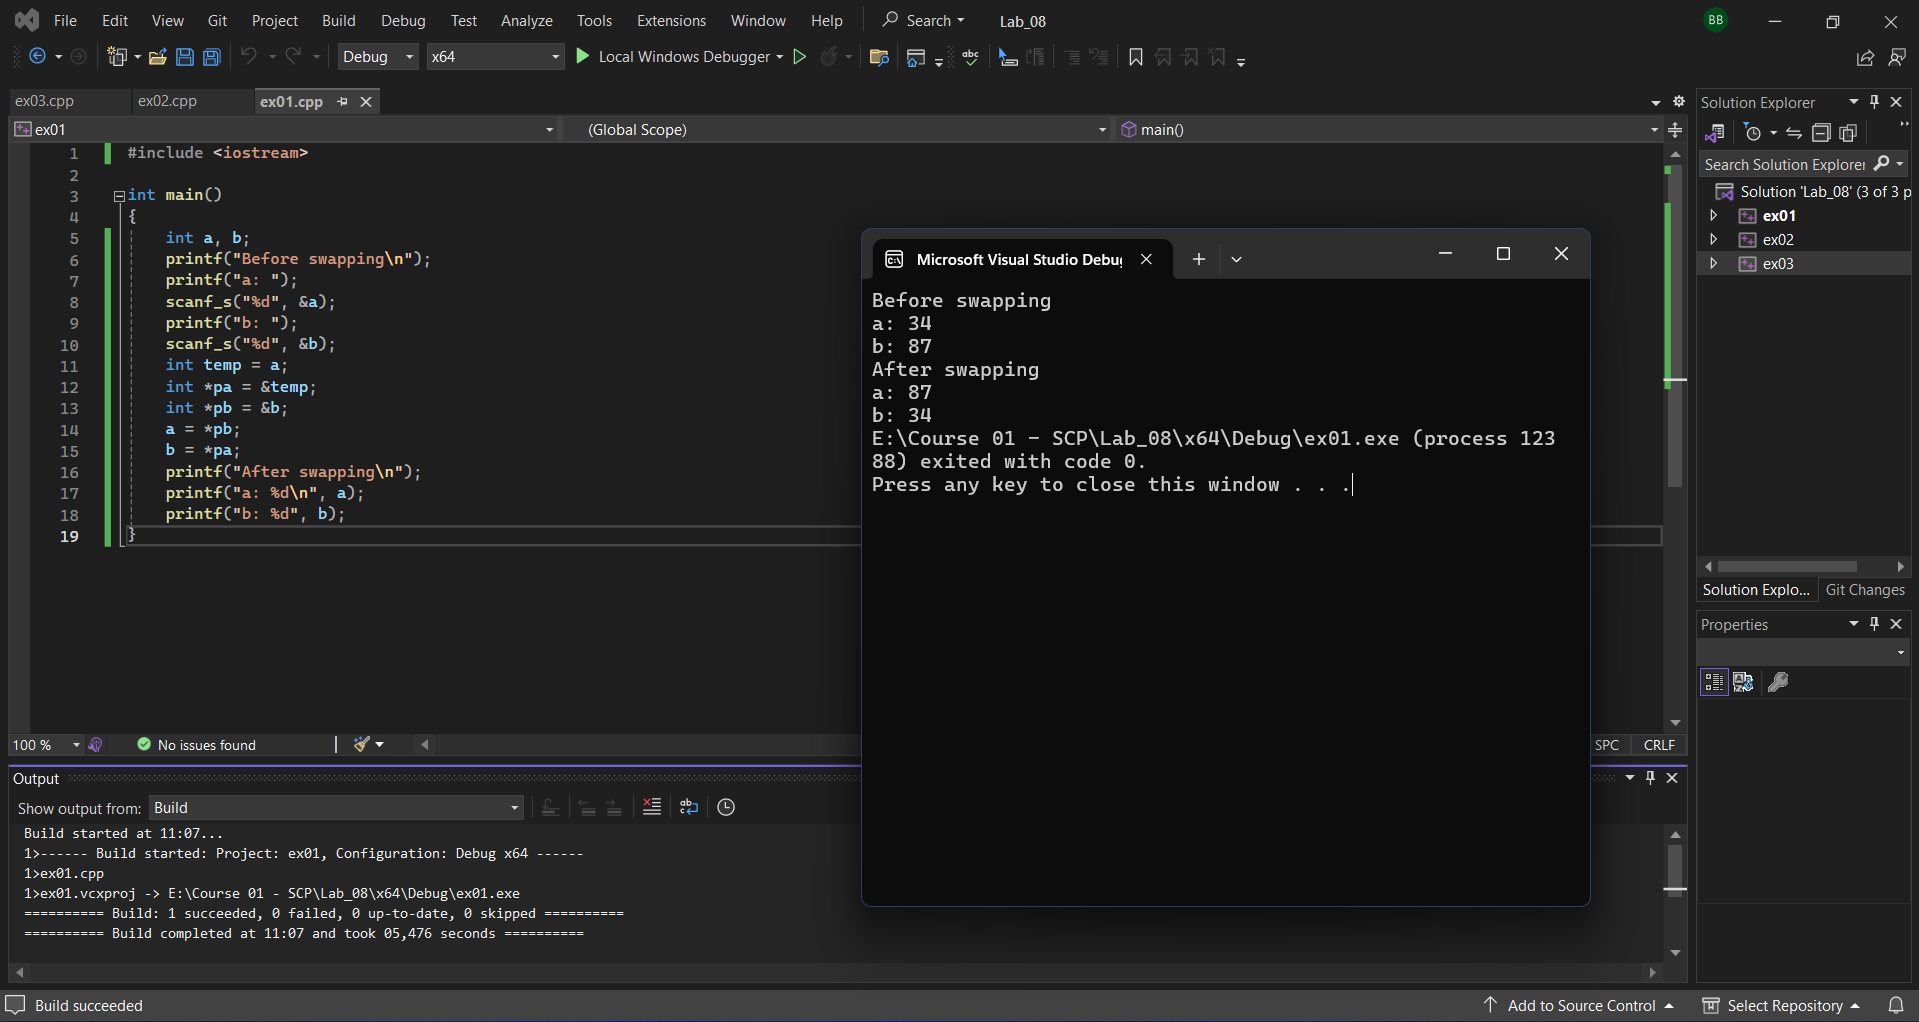 File Edit View Git Project Build Debug Test Analyze Tools Extensions Window Help Search Lab_08 BB
Debug x64 Local Windows Debugger abc
ex03.cpp ex02.cpp ex01.cpp
ex01 (Global Scope) main()
1 #include <iostream>
2
3 int main()
4 {
5 int a, b;
6 printf("Before swapping\n");
7 printf("a: ");
8 scanf_s("%d", &a);
9 printf("b: ");
10 scanf_s("%d", &b);
11 int temp = a;
12 int *pa = &temp;
13 int *pb = &b;
14 a = *pb;
15 b = *pa;
16 printf("After swapping\n");
17 printf("a: %d\n", a);
18 printf("b: %d", b);
19 }
100 % No issues found SPC CRLF
Microsoft Visual Studio Debu
Before swapping
a: 34
b: 87
After swapping
a: 87
b: 34
E:\Course 01 - SCP\Lab_08\x64\Debug\ex01.exe (process 123
88) exited with code 0.
Press any key to close this window . . .
Solution Explorer
Search Solution Explorer
Solution 'Lab_08' (3 of 3 p
ex01
ex02
ex03
Solution Explo... Git Changes
Properties
Output
Show output from: Build
Build started at 11:07...
1>------ Build started: Project: ex01, Configuration: Debug x64 ------
1>ex01.cpp
1>ex01.vcxproj -> E:\Course 01 - SCP\Lab_08\x64\Debug\ex01.exe
========== Build: 1 succeeded, 0 failed, 0 up-to-date, 0 skipped ==========
========== Build completed at 11:07 and took 05,476 seconds ==========
Build succeeded Add to Source Control Select Repository